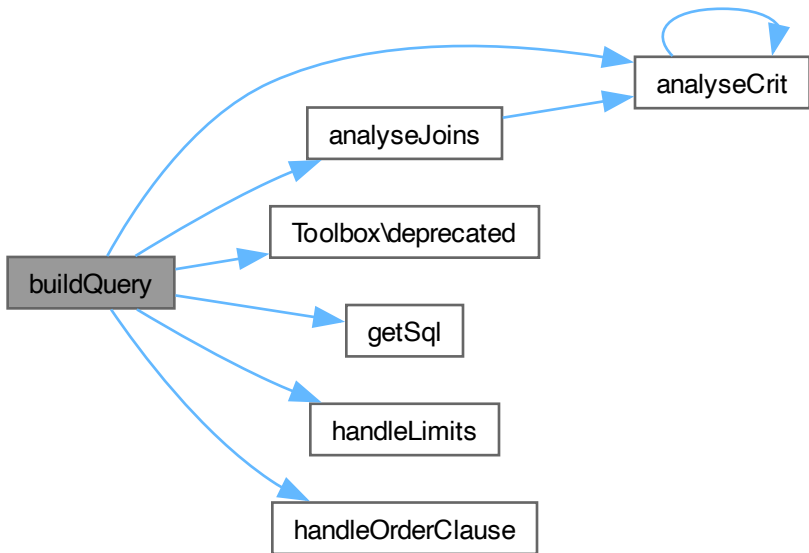 analyseCrit
analyseJoins
Toolbox\deprecated
buildQuery
getSql
handleLimits
handleOrderClause